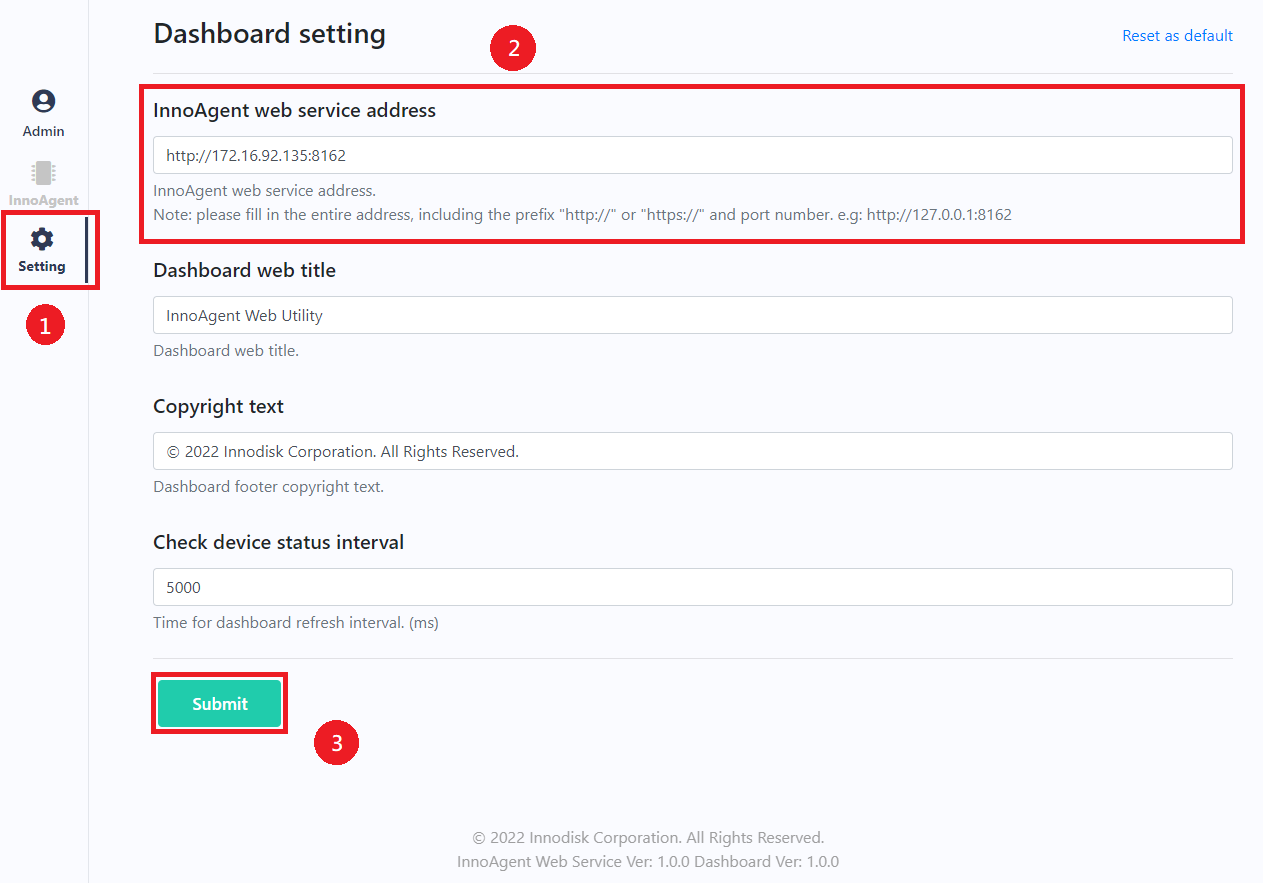 Dashboard setting
2
Reset as default
Admin
InnoAgent
Setting
1
InnoAgent web service address
http://172.16.92.135:8162
InnoAgent web service address.
Note: please fill in the entire address, including the prefix "http://" or "https://" and port number. e.g: http://127.0.0.1:8162
Dashboard web title
InnoAgent Web Utility
Dashboard web title.
Copyright text
© 2022 Innodisk Corporation. All Rights Reserved.
Dashboard footer copyright text.
Check device status interval
5000
Time for dashboard refresh interval. (ms)
Submit
3
© 2022 Innodisk Corporation. All Rights Reserved.
InnoAgent Web Service Ver: 1.0.0 Dashboard Ver: 1.0.0